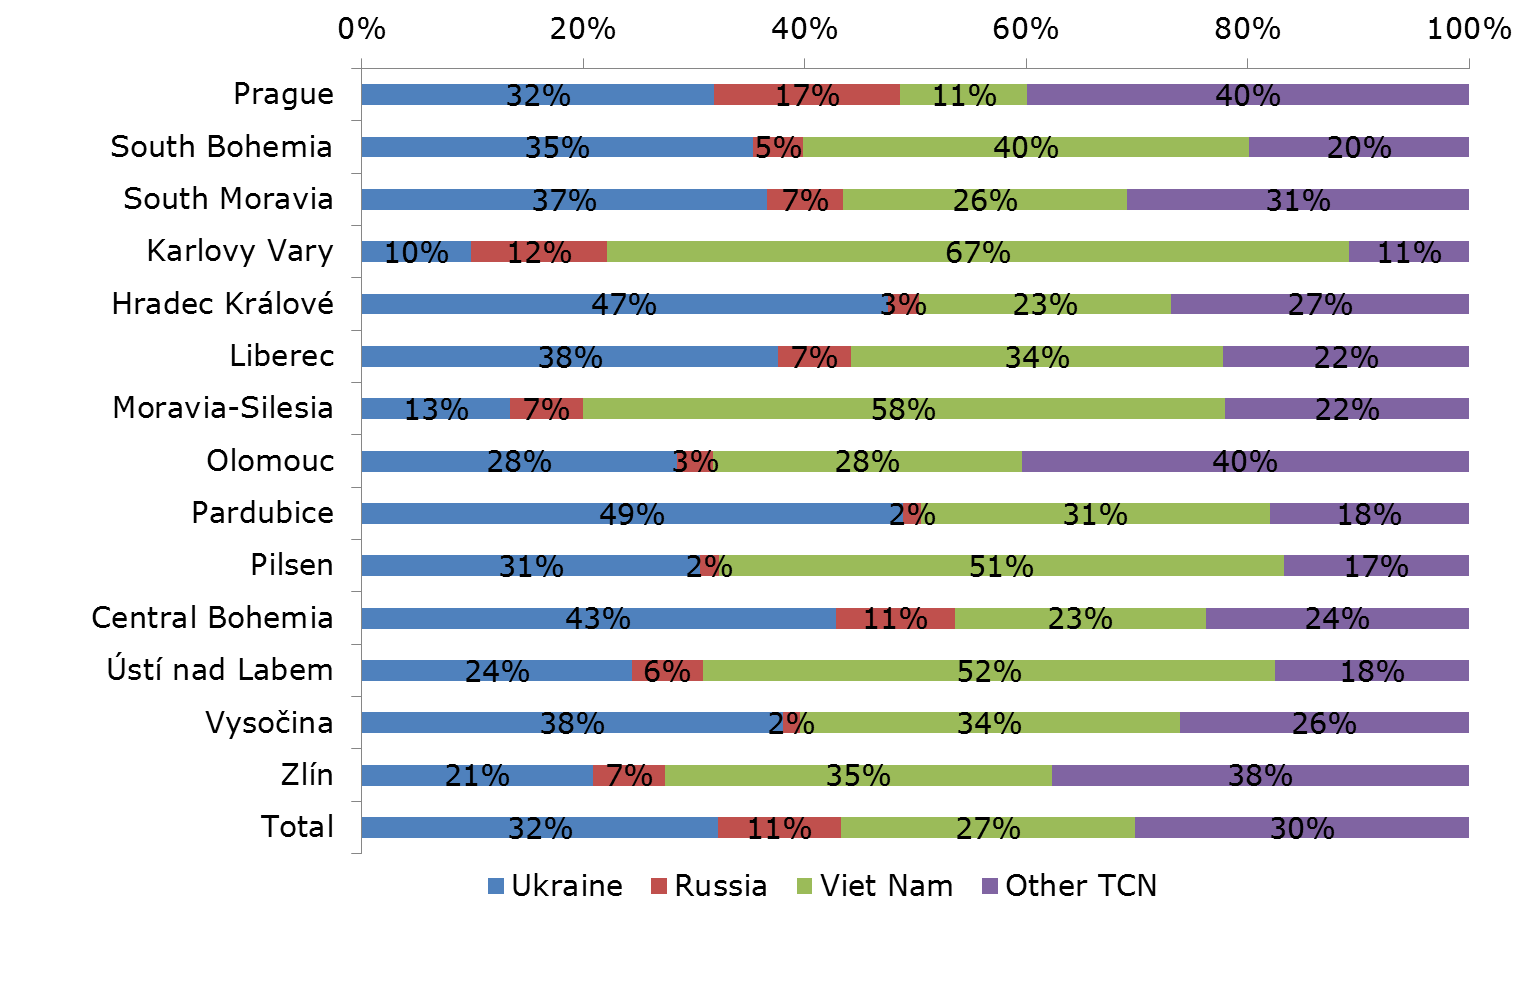 0% 20% 40% 60% 80% 100%
Prague 32% 17% 11% 40%
South Bohemia 35% 5% 40% 20%
South Moravia 37% 7% 26% 31%
Karlovy Vary 10% 12% 67% 11%
Hradec Králové 47% 3% 23% 27%
Liberec 38% 7% 34% 22%
Moravia-Silesia 13% 7% 58% 22%
Olomouc 28% 3% 28% 40%
Pardubice 49% 2% 31% 18%
Pilsen 31% 2% 51% 17%
Central Bohemia 43% 11% 23% 24%
Ústí nad Labem 24% 6% 52% 18%
Vysočina 38% 2% 34% 26%
Zlín 21% 7% 35% 38%
Total 32% 11% 27% 30%
Ukraine Russia Viet Nam Other TCN